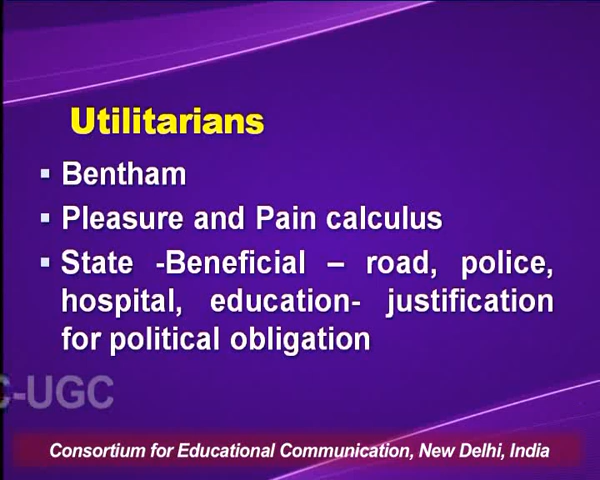 Utilitarians
▪ Bentham
▪ Pleasure and Pain calculus
▪ State -Beneficial – road, police,
hospital, education- justification
for political obligation
C-UGC
Consortium for Educational Communication, New Delhi, India